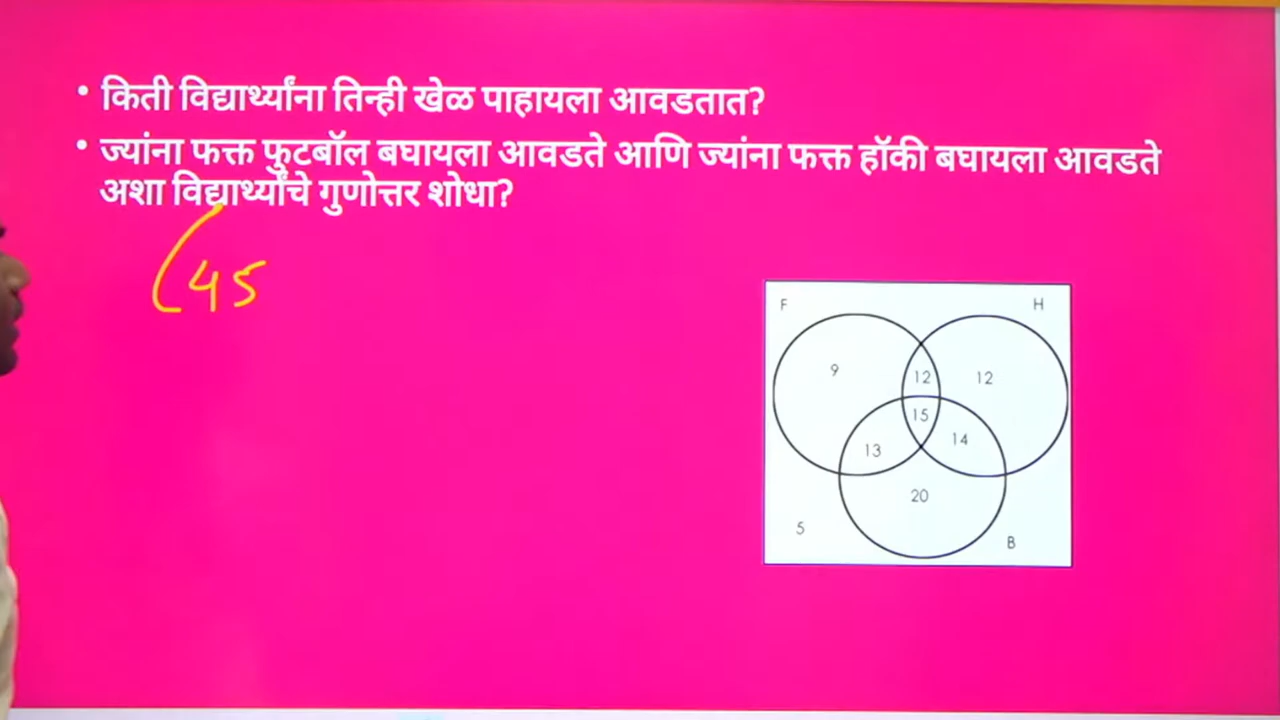 • किती विद्यार्थ्यांना तिन्ही खेळ पाहायला आवडतात?
• ज्यांना फक्त फुटबॉल बघायला आवडते आणि ज्यांना फक्त हॉकी बघायला आवडते
अशा विद्यार्थ्यांचे गुणोत्तर शोधा?
(45
F H
9 12 12
15
13 14
20
5 B